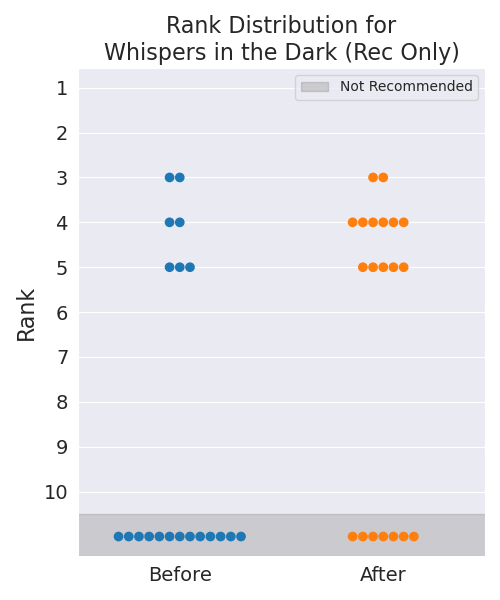 Rank Distribution for
Whispers in the Dark (Rec Only)
Not Recommended
Rank
1
2
3
4
5
6
7
8
9
10
Before
After